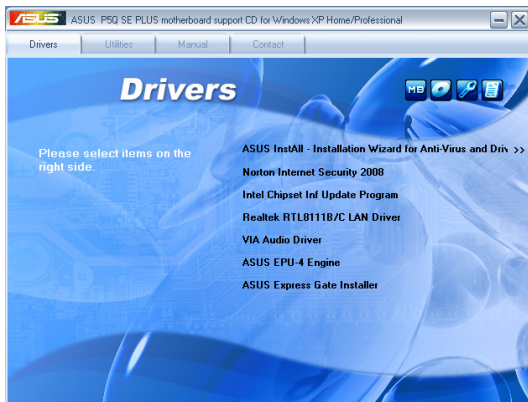 ASUS P5Q SE PLUS motherboard support CD for Windows XP Home/Professional
Drivers
Utilities
Manual
Contact
Drivers
MB
Please select items on the
right side.
ASUS InstAll - Installation Wizard for Anti-Virus and Driv >>
Norton Internet Security 2008
Intel Chipset Inf Update Program
Realtek RTL8111B/C LAN Driver
VIA Audio Driver
ASUS EPU-4 Engine
ASUS Express Gate Installer